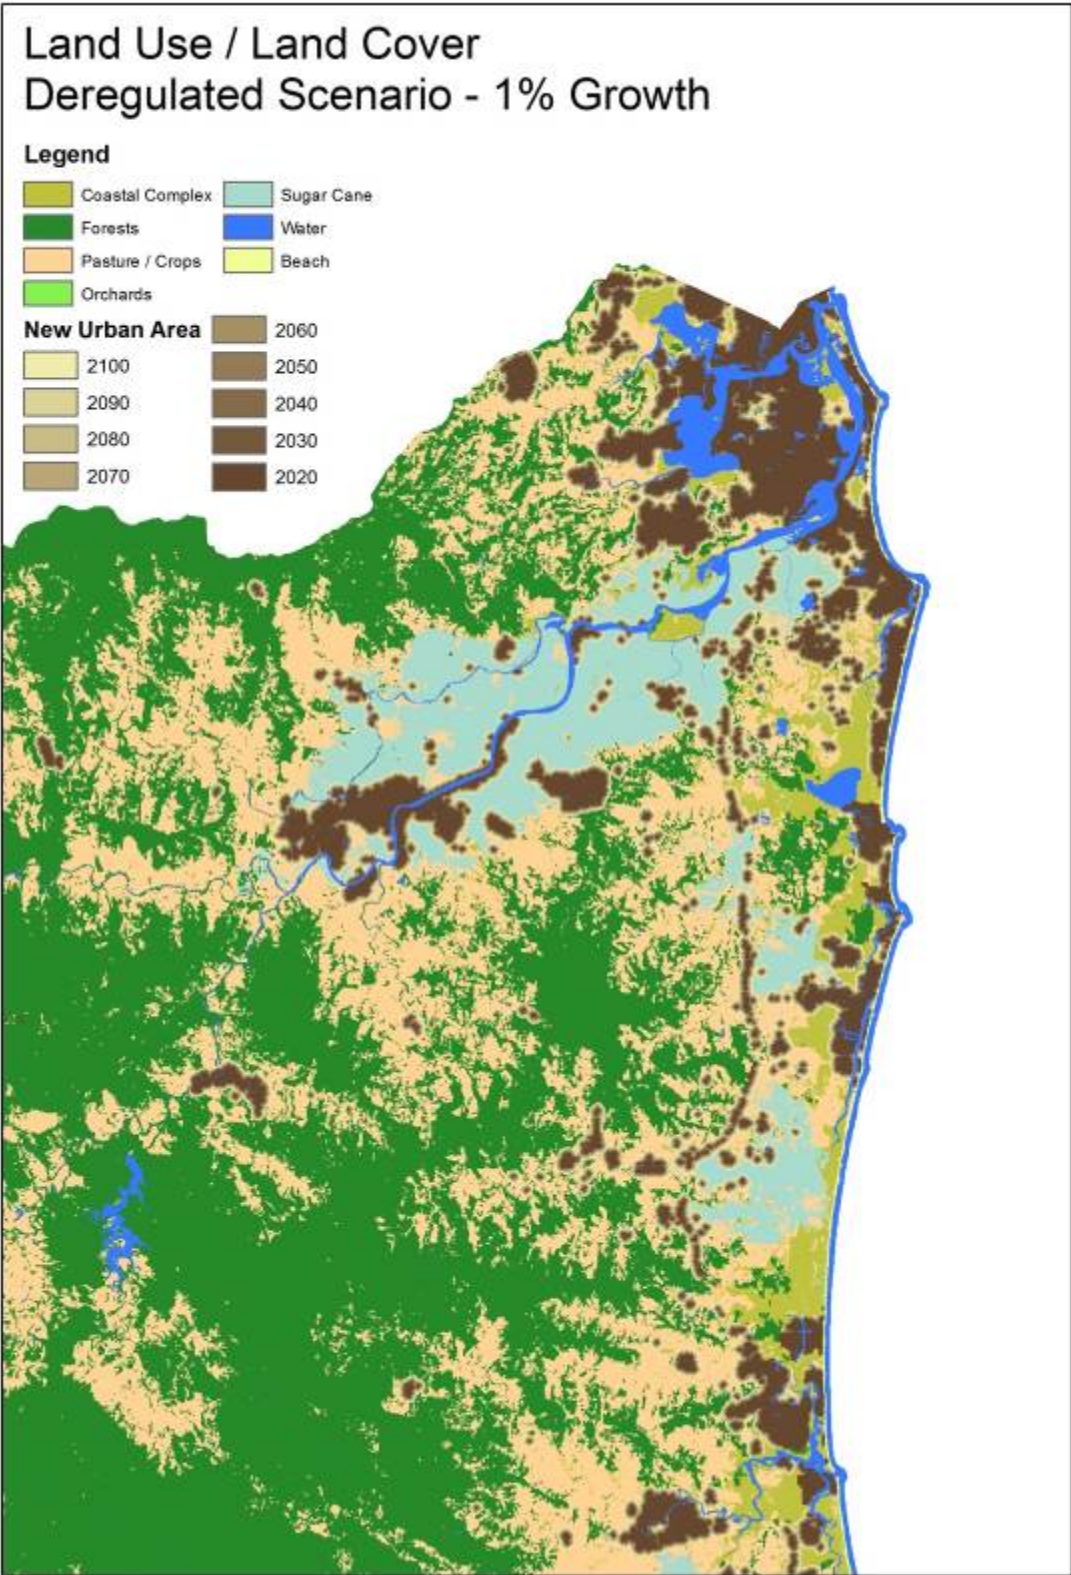 Land Use / Land Cover
Deregulated Scenario - 1% Growth
Legend
Coastal Complex
Sugar Cane
Forests
Water
Pasture / Crops
Beach
Orchards
New Urban Area
2060
2100
2050
2090
2040
2080
2030
2070
2020